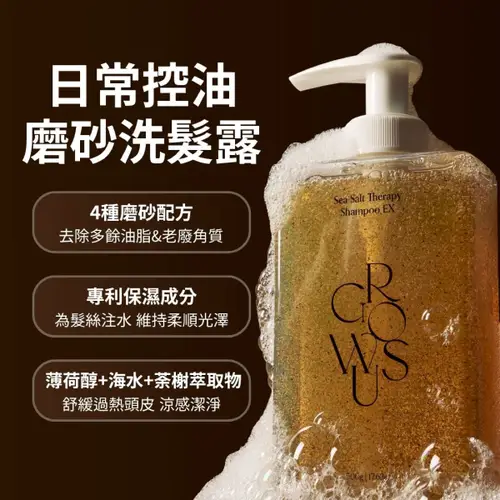 日常控油
磨砂洗髮露
4種磨砂配方
去除多餘油脂&老廢角質
專利保濕成分
為髮絲注水 維持柔順光澤
薄荷醇+海水+茶榭萃取物
舒緩過熱頭皮 涼感潔淨
Sea Salt Therapy
Shampoo EX
GROWUS